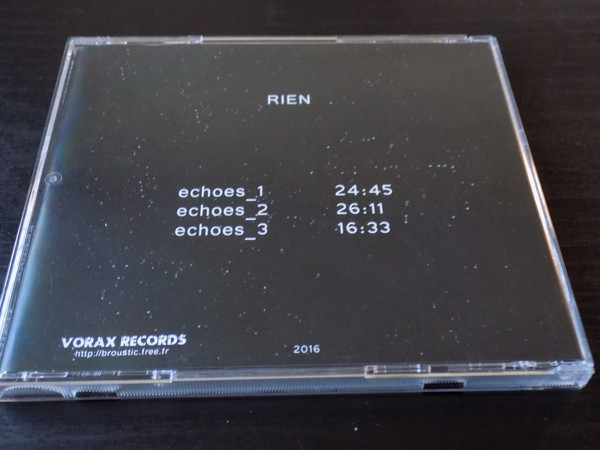 RIEN
echoes_1 24:45
echoes_2 26:11
echoes_3 16:33
VORAX RECORDS
http://broustic.free.fr
2016